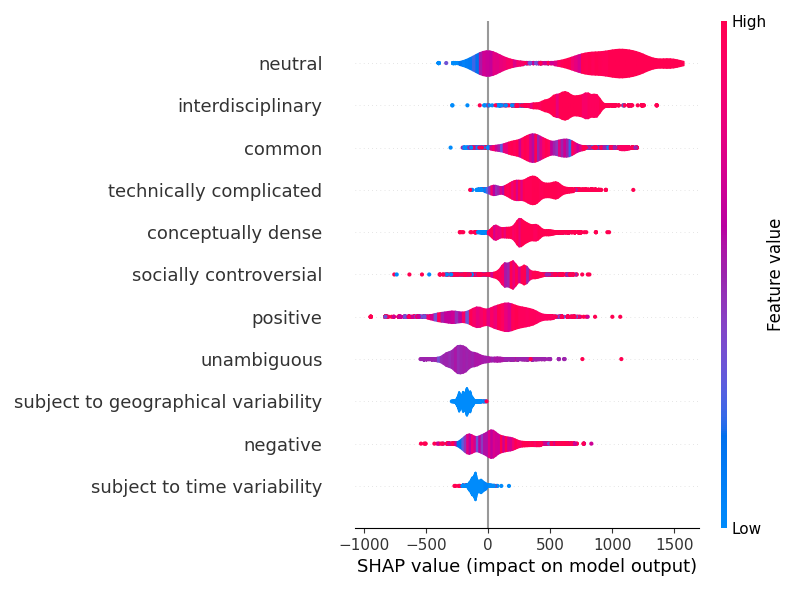 High
neutral
interdisciplinary
common
technically complicated
conceptually dense
socially controversial
positive
unambiguous
subject to geographical variability
negative
subject to time variability
Feature value
Low
−1000 −500 0 500 1000 1500
SHAP value (impact on model output)